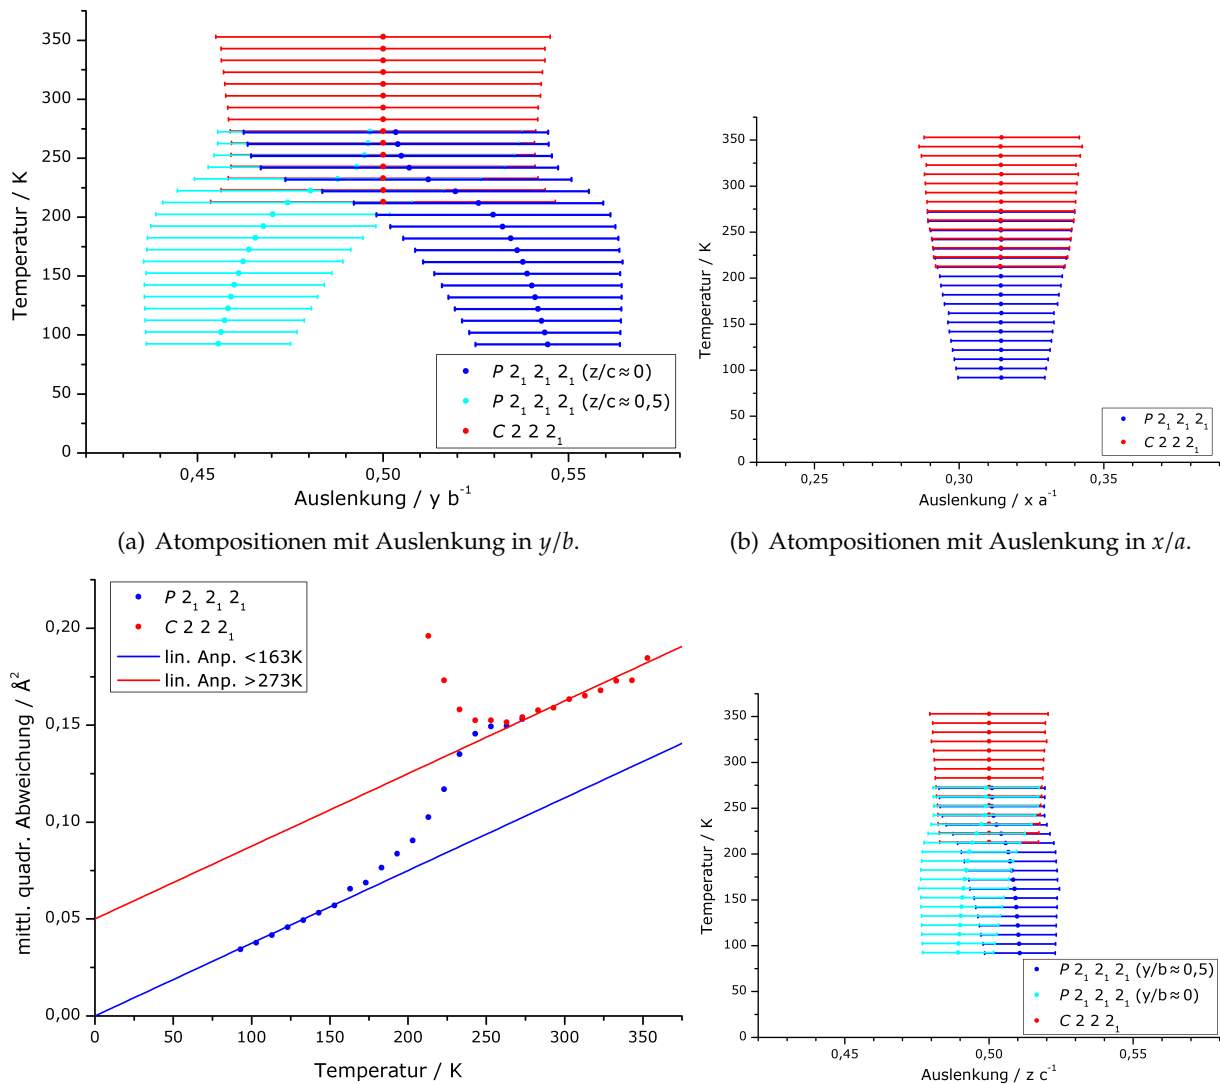 350
300
250
200
150
100
50
0
Temperatur / K
0,45
0,50
0,55
Auslenkung / y b⁻¹
P 2₁ 2₁ 2₁ (z/c≈0)
P 2₁ 2₁ 2₁ (z/c≈0,5)
C 2 2 2₁
(a) Atompositionen mit Auslenkung in y/b.
350
300
250
200
150
100
50
0
Temperatur / K
0,25
0,30
0,35
Auslenkung / x a⁻¹
P 2₁ 2₁ 2₁
C 2 2 2₁
(b) Atompositionen mit Auslenkung in x/a.
P 2₁ 2₁ 2₁
C 2 2 2₁
lin. Anp. <163K
lin. Anp. >273K
0,20
0,15
0,10
0,05
0,00
mittl. quadr. Abweichung / Å²
0
50
100
150
200
250
300
350
Temperatur / K
350
300
250
200
150
100
50
0
Temperatur / K
P 2₁ 2₁ 2₁ (y/b≈0,5)
P 2₁ 2₁ 2₁ (y/b≈0)
C 2 2 2₁
0,45
0,50
0,55
Auslenkung / z c⁻¹